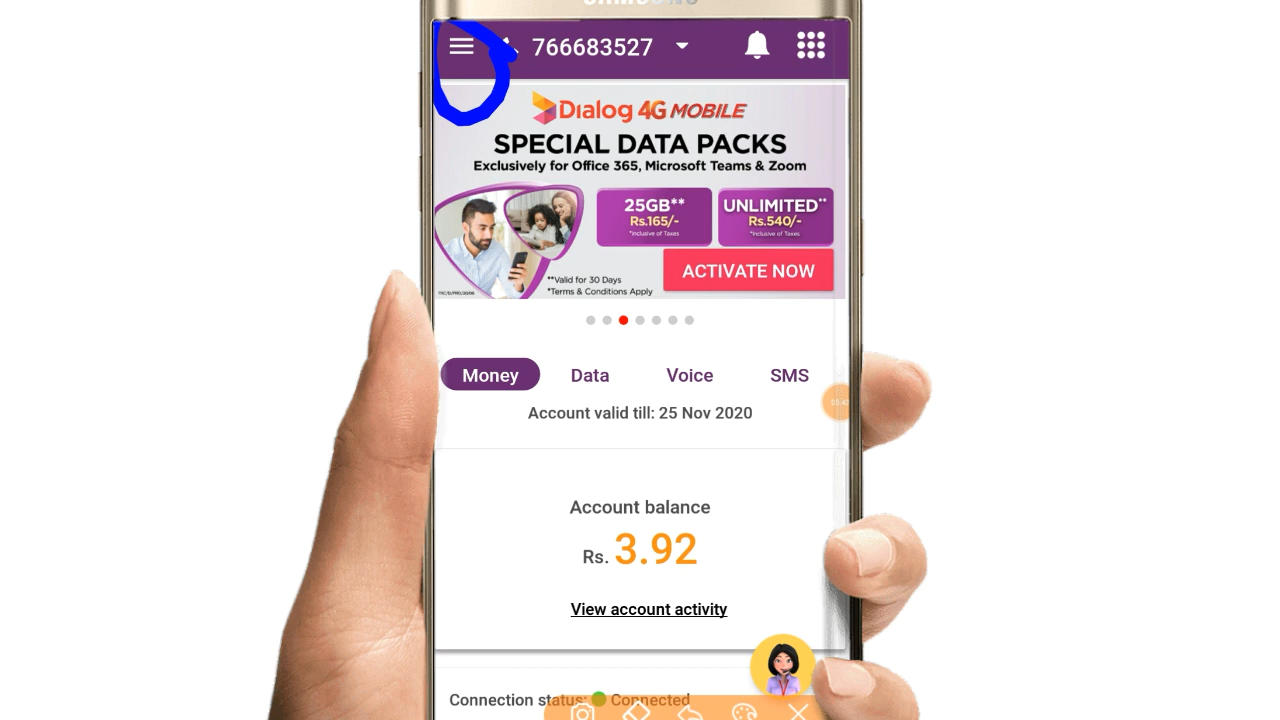 SAMSUNG
766683527
Dialog 4G MOBILE
SPECIAL DATA PACKS
Exclusively for Office 365, Microsoft Teams & Zoom
25GB** UNLIMITED**
Rs.165/- Rs.540/-
*Inclusive of Taxes *Inclusive of Taxes
ACTIVATE NOW
**Valid for 30 Days
*Terms & Conditions Apply
Money Data Voice SMS
Account valid till: 25 Nov 2020
Account balance
Rs. 3.92
View account activity
Connection status: Connected